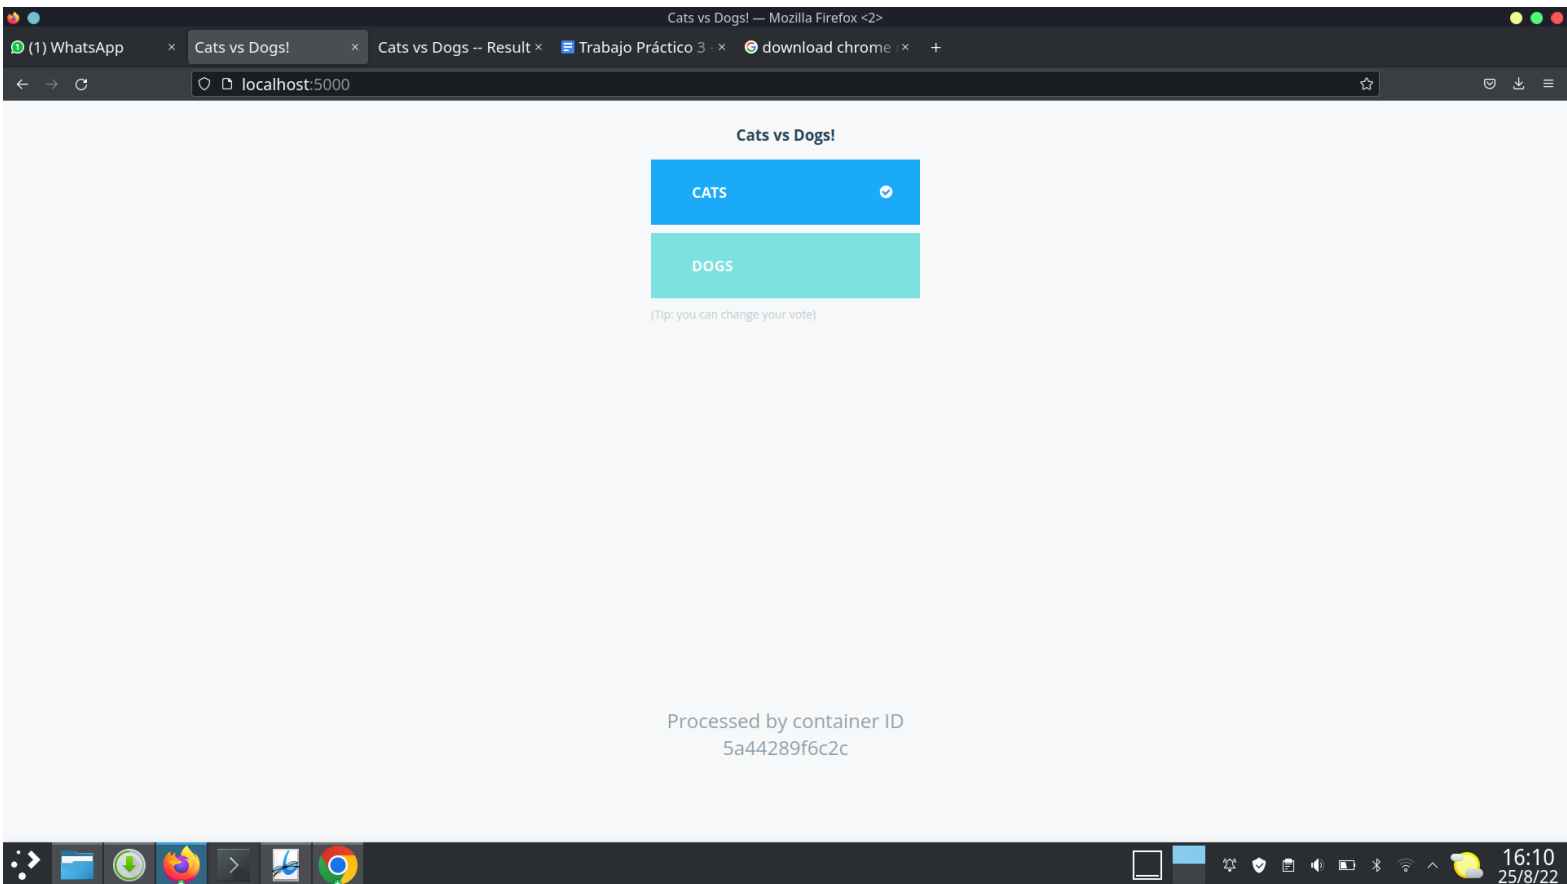 Cats vs Dogs! — Mozilla Firefox <2>
(1) WhatsApp × Cats vs Dogs! × Cats vs Dogs -- Result × Trabajo Práctico 3 - × download chrome × +
localhost:5000
Cats vs Dogs!
CATS
DOGS
(Tip: you can change your vote)
Processed by container ID
5a44289f6c2c
16:10
25/8/22